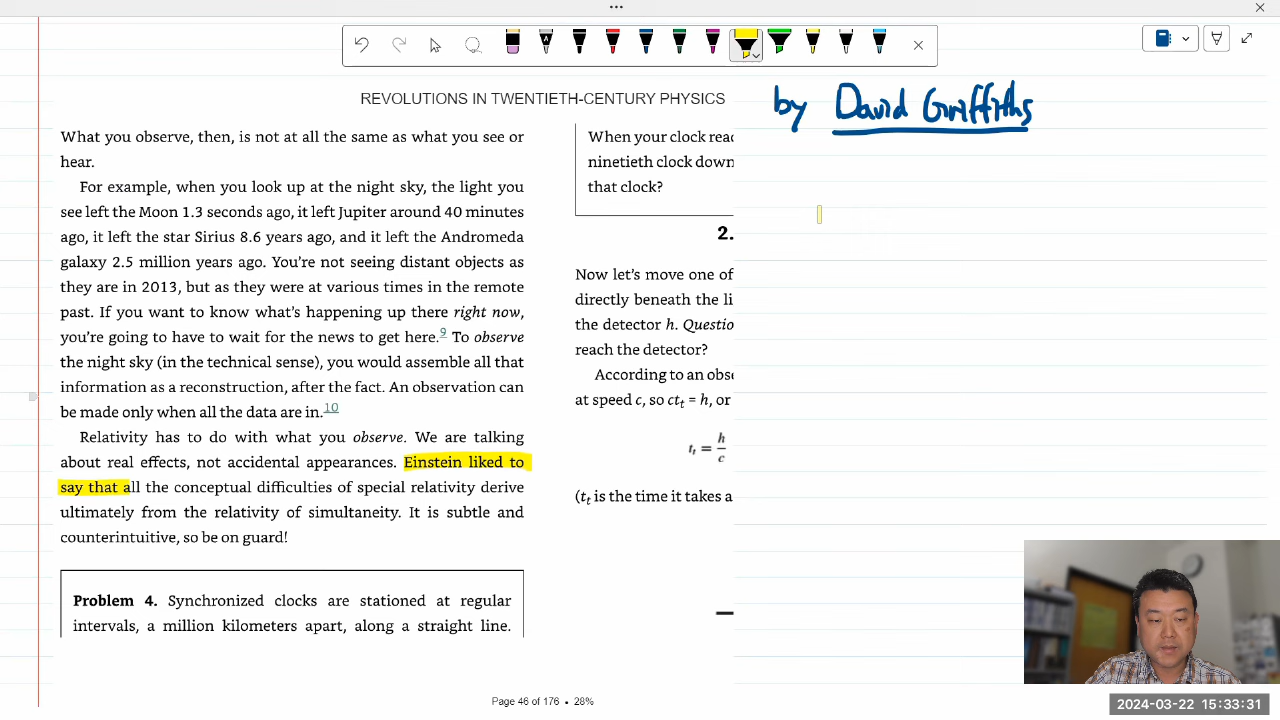 REVOLUTIONS IN TWENTIETH-CENTURY PHYSICS
What you observe, then, is not at all the same as what you see or
hear.
For example, when you look up at the night sky, the light you
see left the Moon 1.3 seconds ago, it left Jupiter around 40 minutes
ago, it left the star Sirius 8.6 years ago, and it left the Andromeda
galaxy 2.5 million years ago. You're not seeing distant objects as
they are in 2013, but as they were at various times in the remote
past. If you want to know what's happening up there right now,
you're going to have to wait for the news to get here.9 To observe
the night sky (in the technical sense), you would assemble all that
information as a reconstruction, after the fact. An observation can
be made only when all the data are in.10
Relativity has to do with what you observe. We are talking
about real effects, not accidental appearances. Einstein liked to
say that all the conceptual difficulties of special relativity derive
ultimately from the relativity of simultaneity. It is subtle and
counterintuitive, so be on guard!
Problem 4. Synchronized clocks are stationed at regular
intervals, a million kilometers apart, along a straight line.
When your clock rea
ninetieth clock down
that clock?
2.
Now let's move one of
directly beneath the li
the detector h. Questio
reach the detector?
According to an obse
at speed c, so ctt = h, or
tt = h/c
(tt is the time it takes a
by David Griffiths
Page 46 of 176 • 28%
2024-03-22 15:33:31